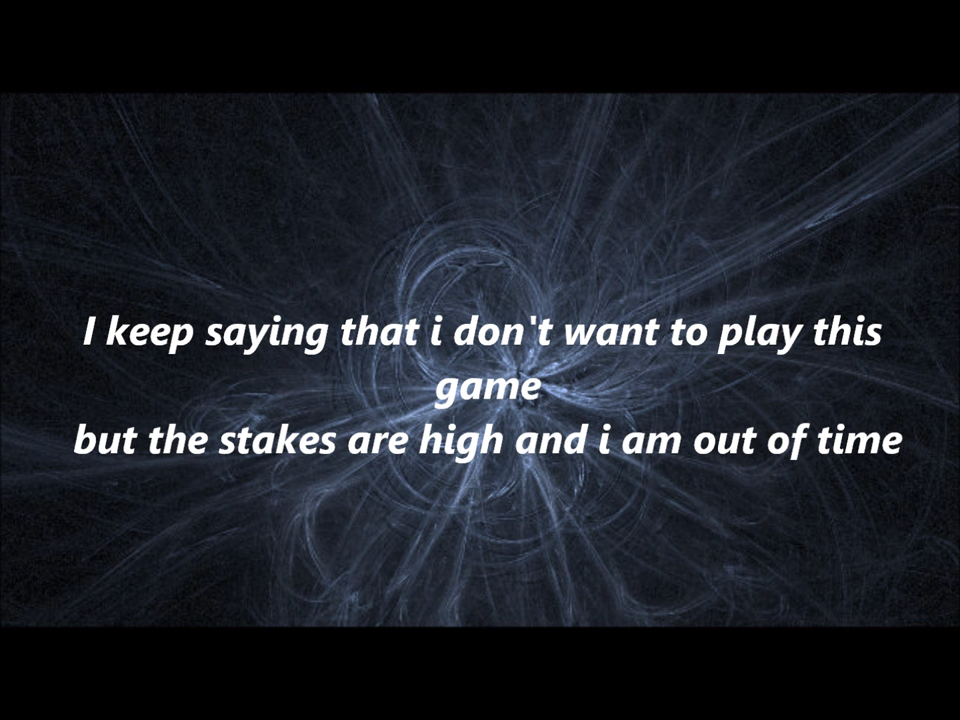 I keep saying that i don't want to play this
game
but the stakes are high and i am out of time